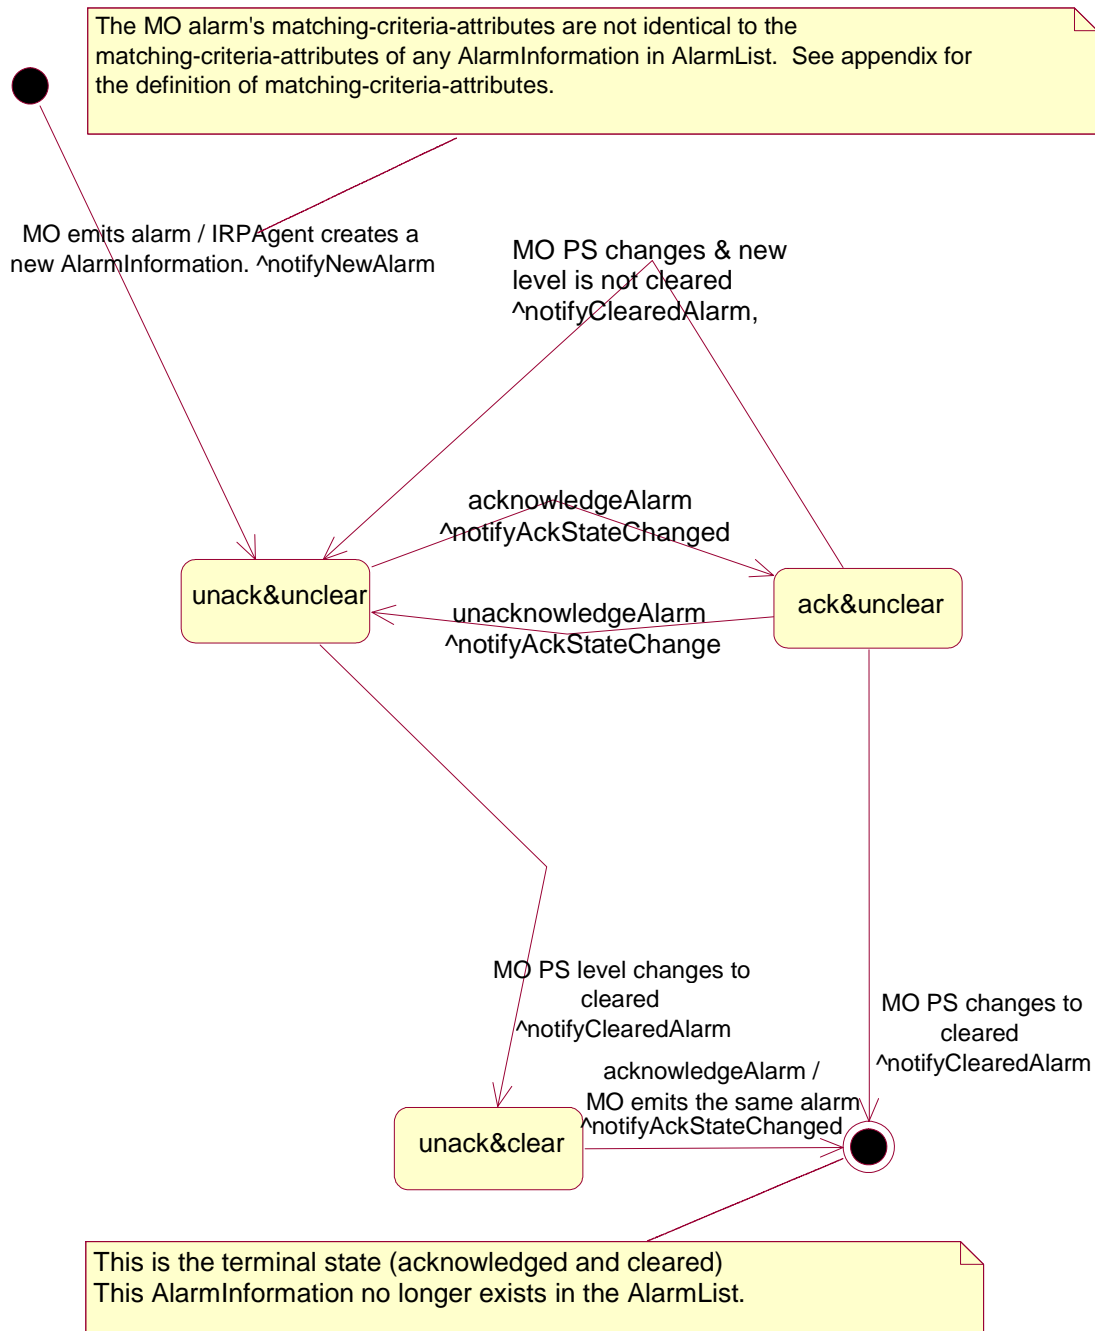 The MO alarm's matching-criteria-attributes are not identical to the
matching-criteria-attributes of any AlarmInformation in AlarmList.  See appendix for
the definition of matching-criteria-attributes.
MO emits alarm / IRPAgent creates a
new AlarmInformation. ^notifyNewAlarm
MO PS changes & new
level is not cleared
^notifyClearedAlarm,
acknowledgeAlarm
^notifyAckStateChanged
unack&unclear
ack&unclear
unacknowledgeAlarm
^notifyAckStateChange
MO PS level changes to
cleared
^notifyClearedAlarm
MO PS changes to
cleared
^notifyClearedAlarm
acknowledgeAlarm /
MO emits the same alarm
^notifyAckStateChanged
unack&clear
This is the terminal state (acknowledged and cleared)
This AlarmInformation no longer exists in the AlarmList.